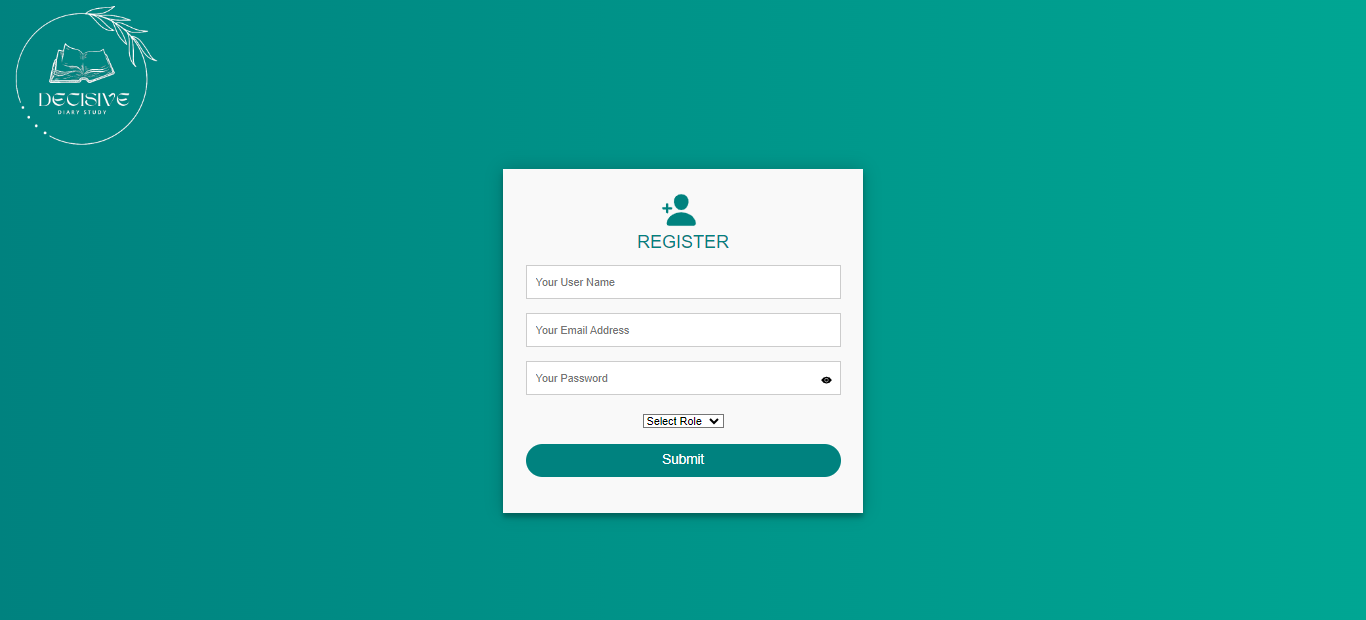 DECISIVE
DIARY STUDY
REGISTER
Your User Name
Your Email Address
Your Password
Select Role
Submit